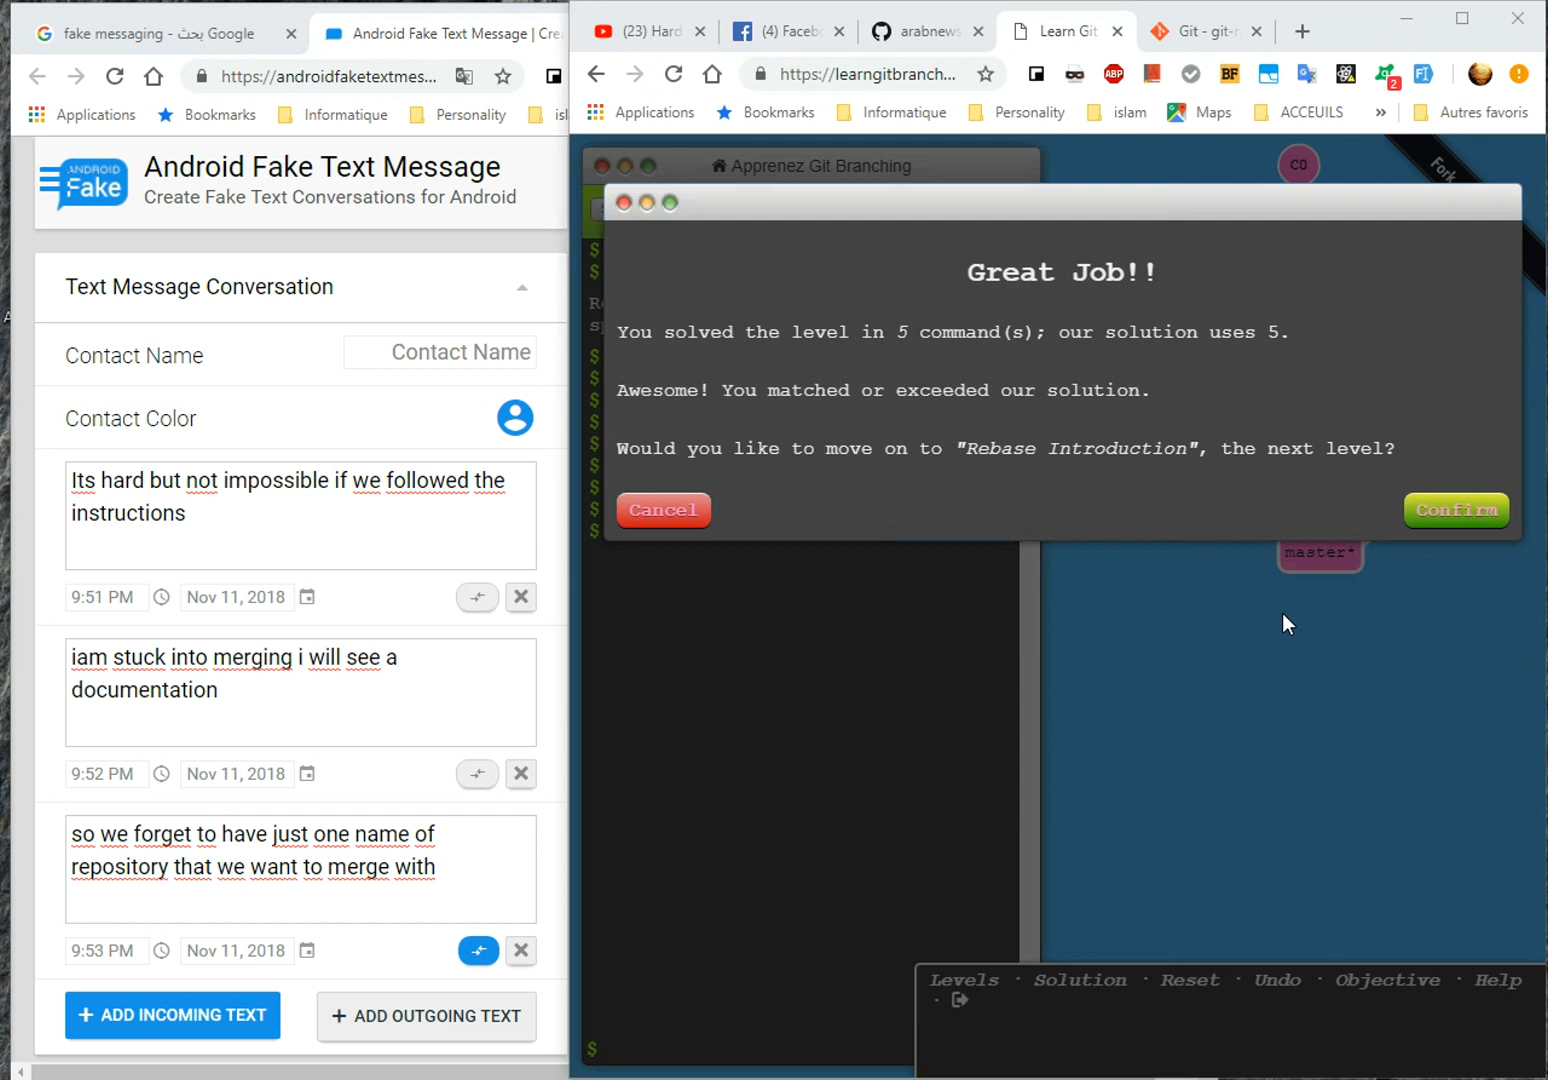 fake messaging - بحث Google
Android Fake Text Message | Cre
https://androidfaketextmes...
Applications
Bookmarks
Informatique
Personality
isl
ANDROID
Fake
Android Fake Text Message
Create Fake Text Conversations for Android
Text Message Conversation
Contact Name
Contact Name
Contact Color
Its hard but not impossible if we followed the
instructions
9:51 PM
Nov 11, 2018
iam stuck into merging i will see a
documentation
9:52 PM
Nov 11, 2018
so we forget to have just one name of
repository that we want to merge with
9:53 PM
Nov 11, 2018
+ ADD INCOMING TEXT
+ ADD OUTGOING TEXT
(23) Hard
(4) Faceb
arabnews
Learn Git
Git - git-
https://learngitbranch...
ABP
BF
2
Applications
Bookmarks
Informatique
Personality
islam
Maps
ACCEUILS
»
Autres favoris
Apprenez Git Branching
C0
Fork
$
$
$
$
$
$
$
$
$
$
$
Great Job!!
You solved the level in 5 command(s); our solution uses 5.
Awesome! You matched or exceeded our solution.
Would you like to move on to "Rebase Introduction", the next level?
Cancel
Confirm
master*
Levels · Solution · Reset · Undo · Objective · Help
·
$